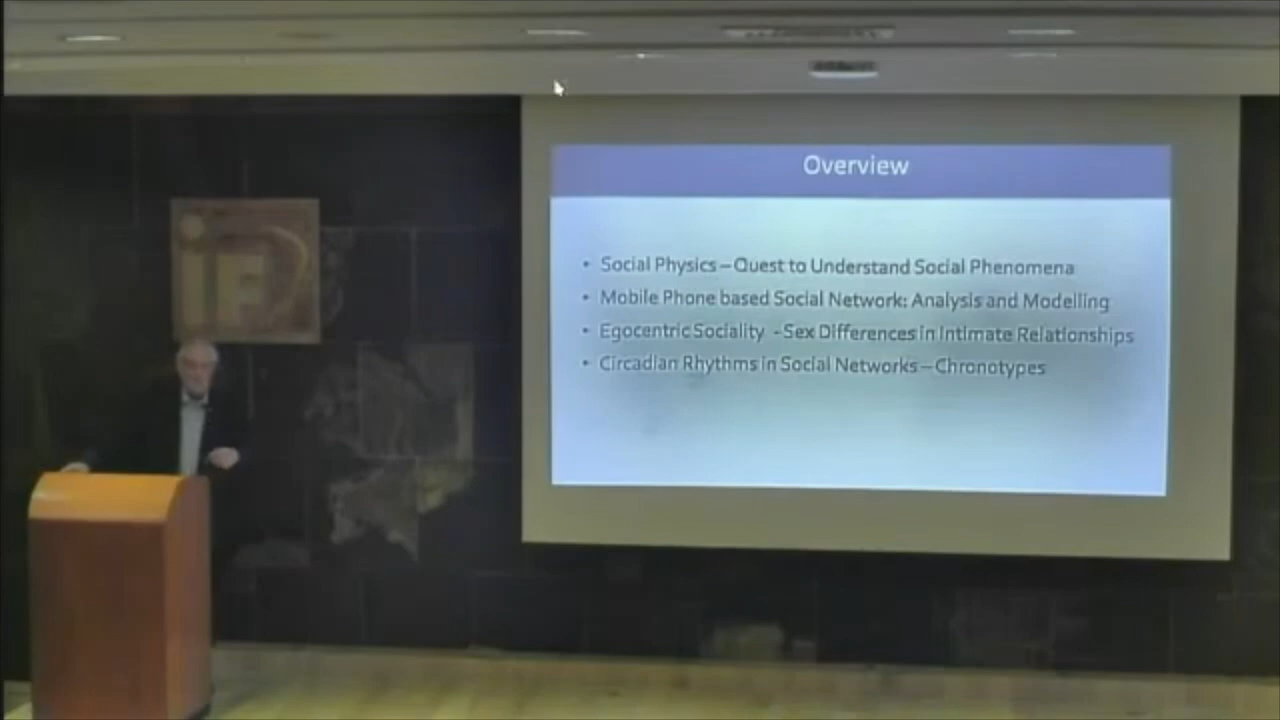 Overview
• Social Physics – Quest to Understand Social Phenomena
• Mobile Phone based Social Network: Analysis and Modelling
• Egocentric Sociality - Sex Differences in Intimate Relationships
• Circadian Rhythms in Social Networks – Chronotypes